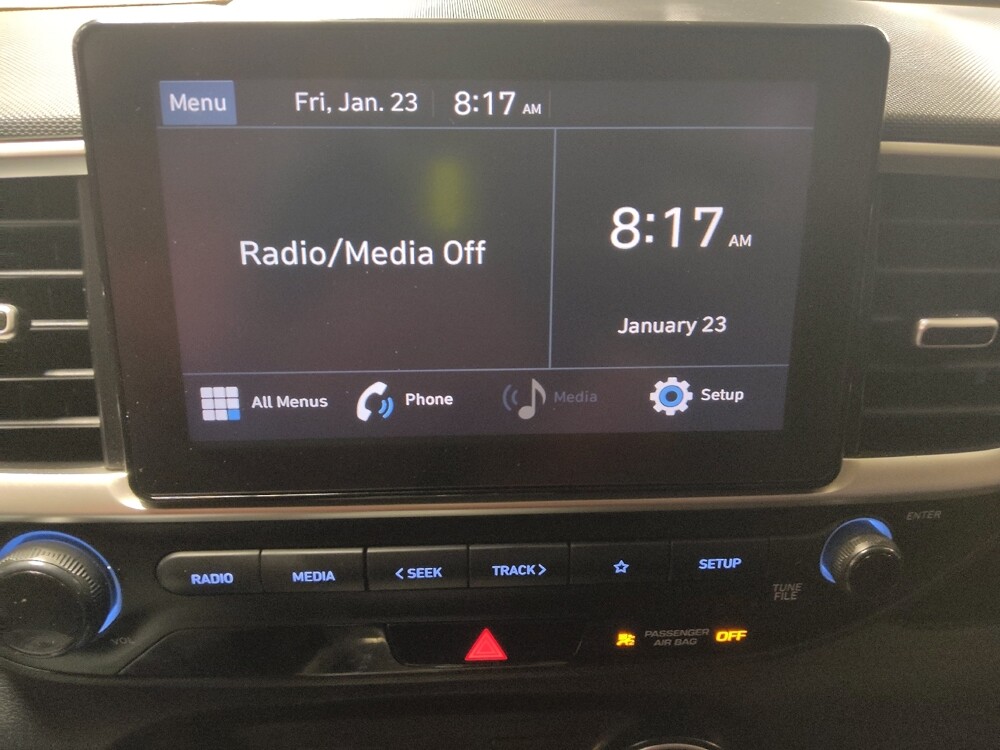 Menu Fri, Jan. 23 8:17 AM
Radio/Media Off
8:17 AM
January 23
All Menus Phone Media Setup
ENTER
RADIO MEDIA < SEEK TRACK > SETUP
TUNE
FILE
VOL
PASSENGER
AIR BAG OFF